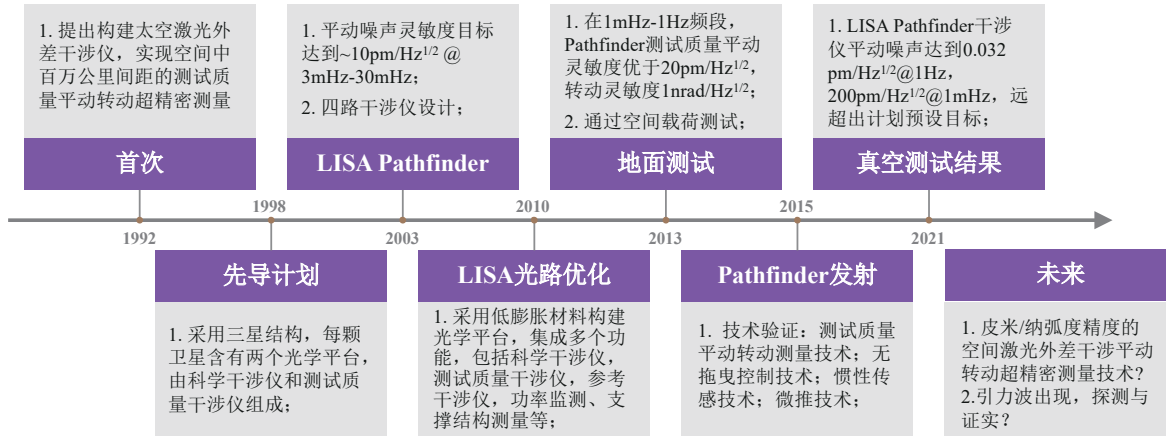 1. 提出构建太空激光外
差干涉仪，实现空间中
百万公里间距的测试质
量平动转动超精密测量
首次
1. 平动噪声灵敏度目标
达到~10pm/Hz1/2 @
3mHz-30mHz；
2. 四路干涉仪设计；
LISA Pathfinder
1. 在1mHz-1Hz频段，
Pathfinder测试质量平动
灵敏度优于20pm/Hz1/2，
转动灵敏度1nrad/Hz1/2；
2. 通过空间载荷测试；
地面测试
1. LISA Pathfinder干涉
仪平动噪声达到0.032
pm/Hz1/2@1Hz，
200pm/Hz1/2@1mHz，远
超出计划预设目标；
真空测试结果
1998
2010
2015
1992
2003
2013
2021
先导计划
1. 采用三星结构，每颗
卫星含有两个光学平台，
由科学干涉仪和测试质
量干涉仪组成；
LISA光路优化
1. 采用低膨胀材料构建
光学平台，集成多个功
能，包括科学干涉仪，
测试质量干涉仪，参考
干涉仪，功率监测、支
撑结构测量等；
Pathfinder发射
1. 技术验证：测试质量
平动转动测量技术；无
拖曳控制技术；惯性传
感技术；微推技术；
未来
1. 皮米/纳弧度精度的
空间激光外差干涉平动
转动超精密测量技术？
2.引力波出现，探测与
证实？